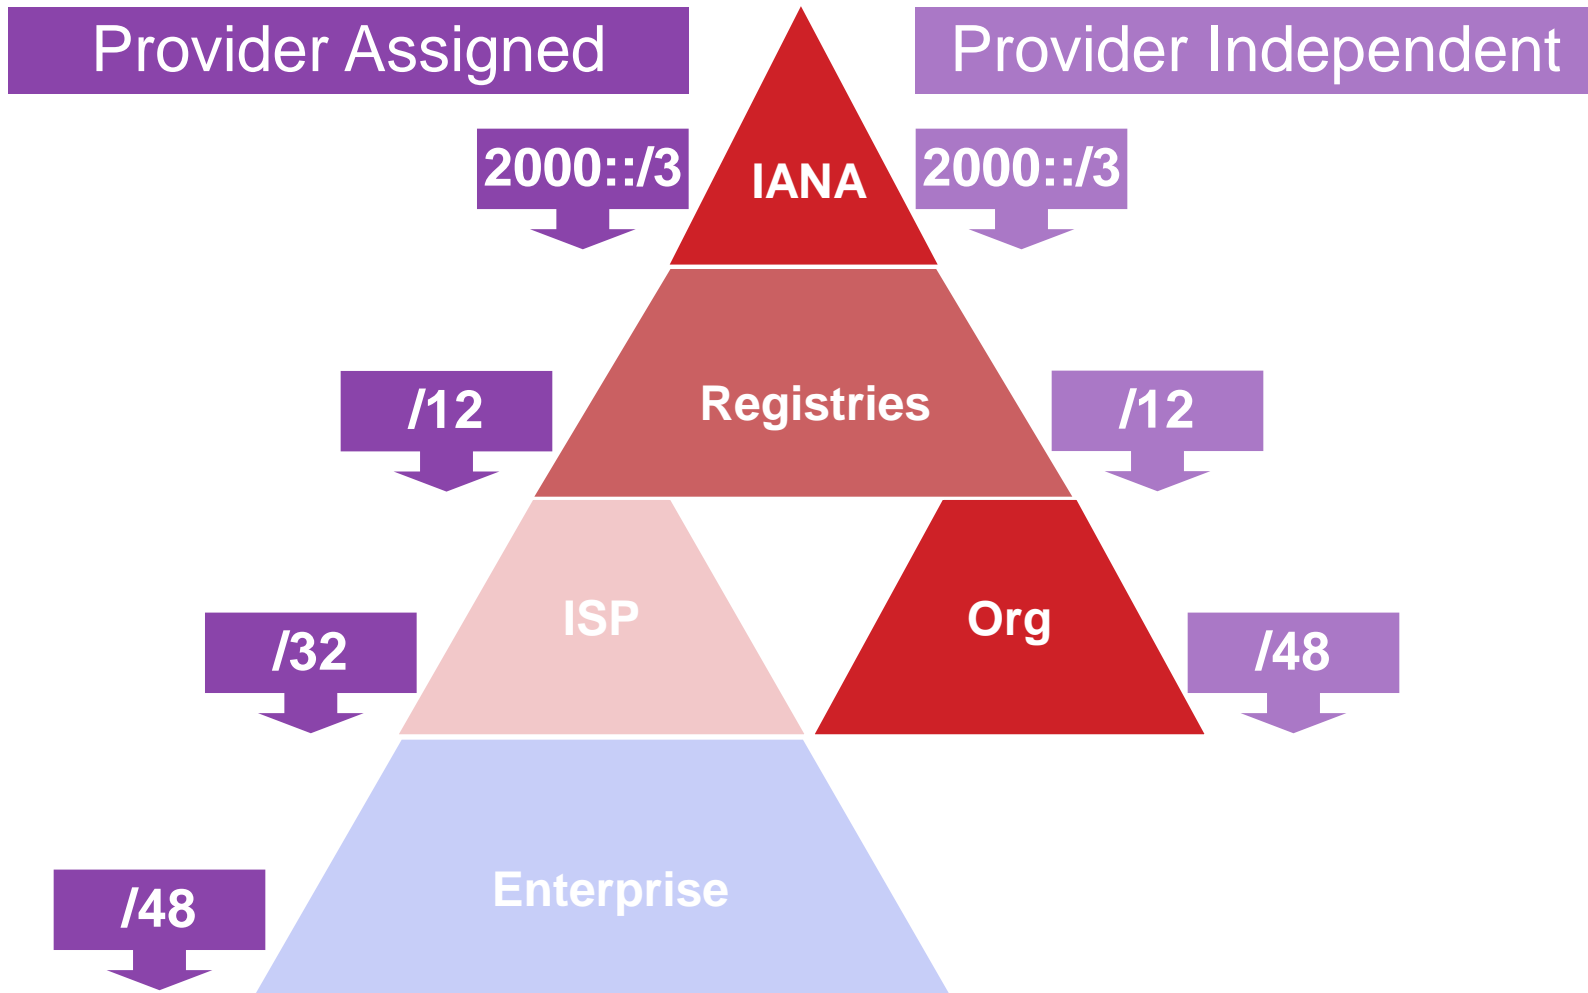 Provider Assigned
Provider Independent
2000::/3
IANA
2000::/3
/12
Registries
/12
/32
ISP
Org
/48
/48
Enterprise